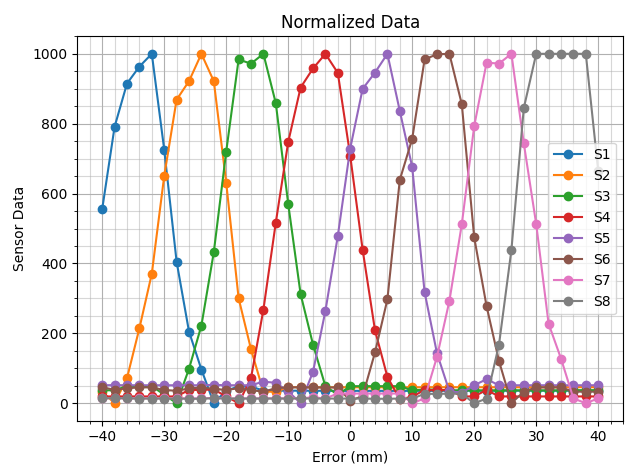 Normalized Data
1000
800
600
400
200
0
Sensor Data
S1
S2
S3
S4
S5
S6
S7
S8
−40
−30
−20
−10
0
10
20
30
40
Error (mm)